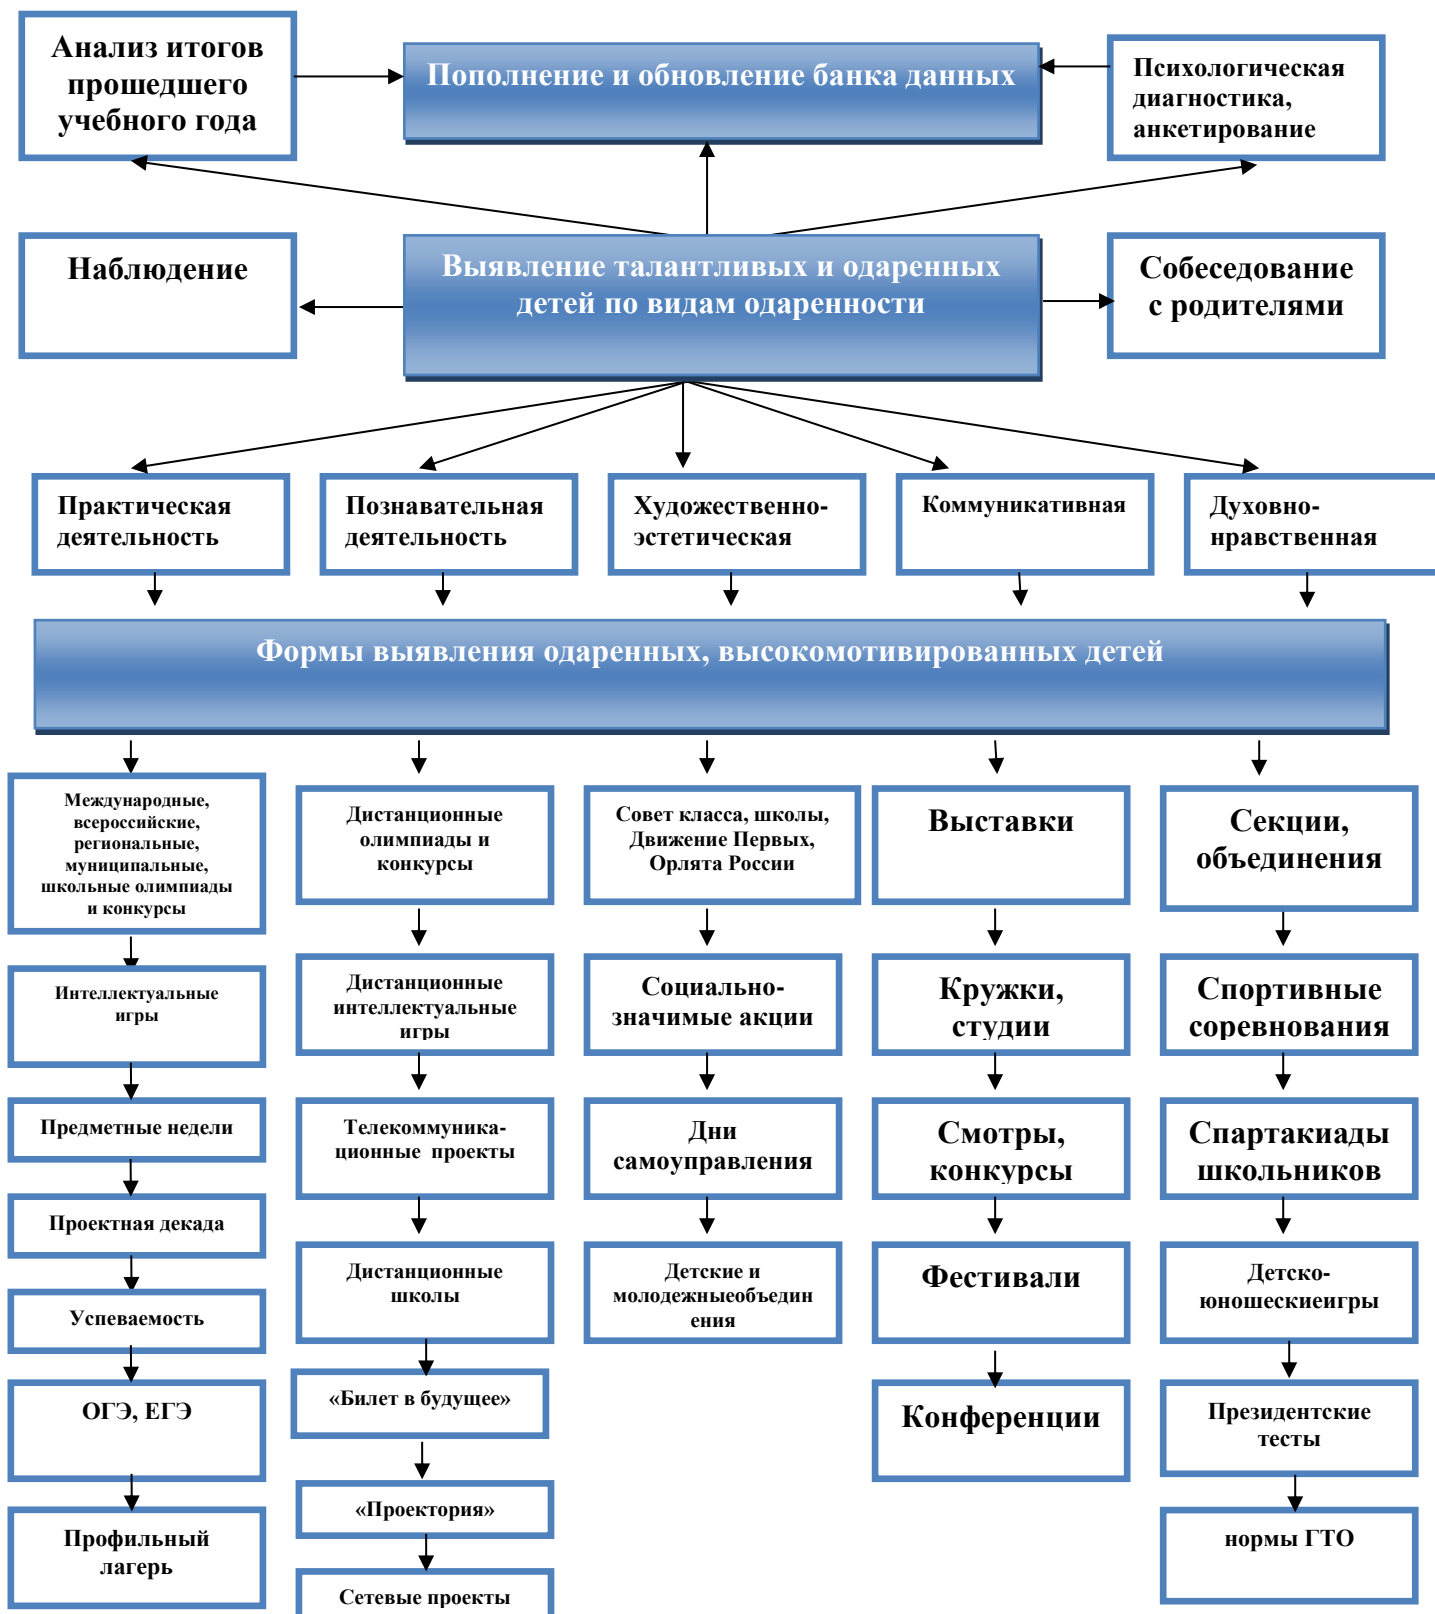 Анализ итогов
прошедшего
учебного года
Пополнение и обновление банка данных
Психологическая
диагностика,
анкетирование
Наблюдение
Выявление талантливых и одаренных
детей по видам одаренности
Собеседование
с родителями
Практическая
деятельность
Познавательная
деятельность
Художественно-
эстетическая
Коммуникативная
Духовно-
нравственная
Формы выявления одаренных, высокомотивированных детей
Международные,
всероссийские,
региональные,
муниципальные,
школьные олимпиады
и конкурсы
Дистанционные
олимпиады и
конкурсы
Совет класса, школы,
Движение Первых,
Орлята России
Выставки
Секции,
объединения
Интеллектуальные
игры
Дистанционные
интеллектуальные
игры
Социально-
значимые акции
Кружки,
студии
Спортивные
соревнования
Предметные недели
Телекоммуника-
ционные проекты
Дни
самоуправления
Смотры,
конкурсы
Спартакиады
школьников
Проектная декада
Дистанционные
школы
Детские и
молодежныеобъедин
ения
Фестивали
Детско-
юношескиеигры
Успеваемость
«Билет в будущее»
ОГЭ, ЕГЭ
Конференции
Президентские
тесты
«Проектория»
Профильный
лагерь
нормы ГТО
Сетевые проекты